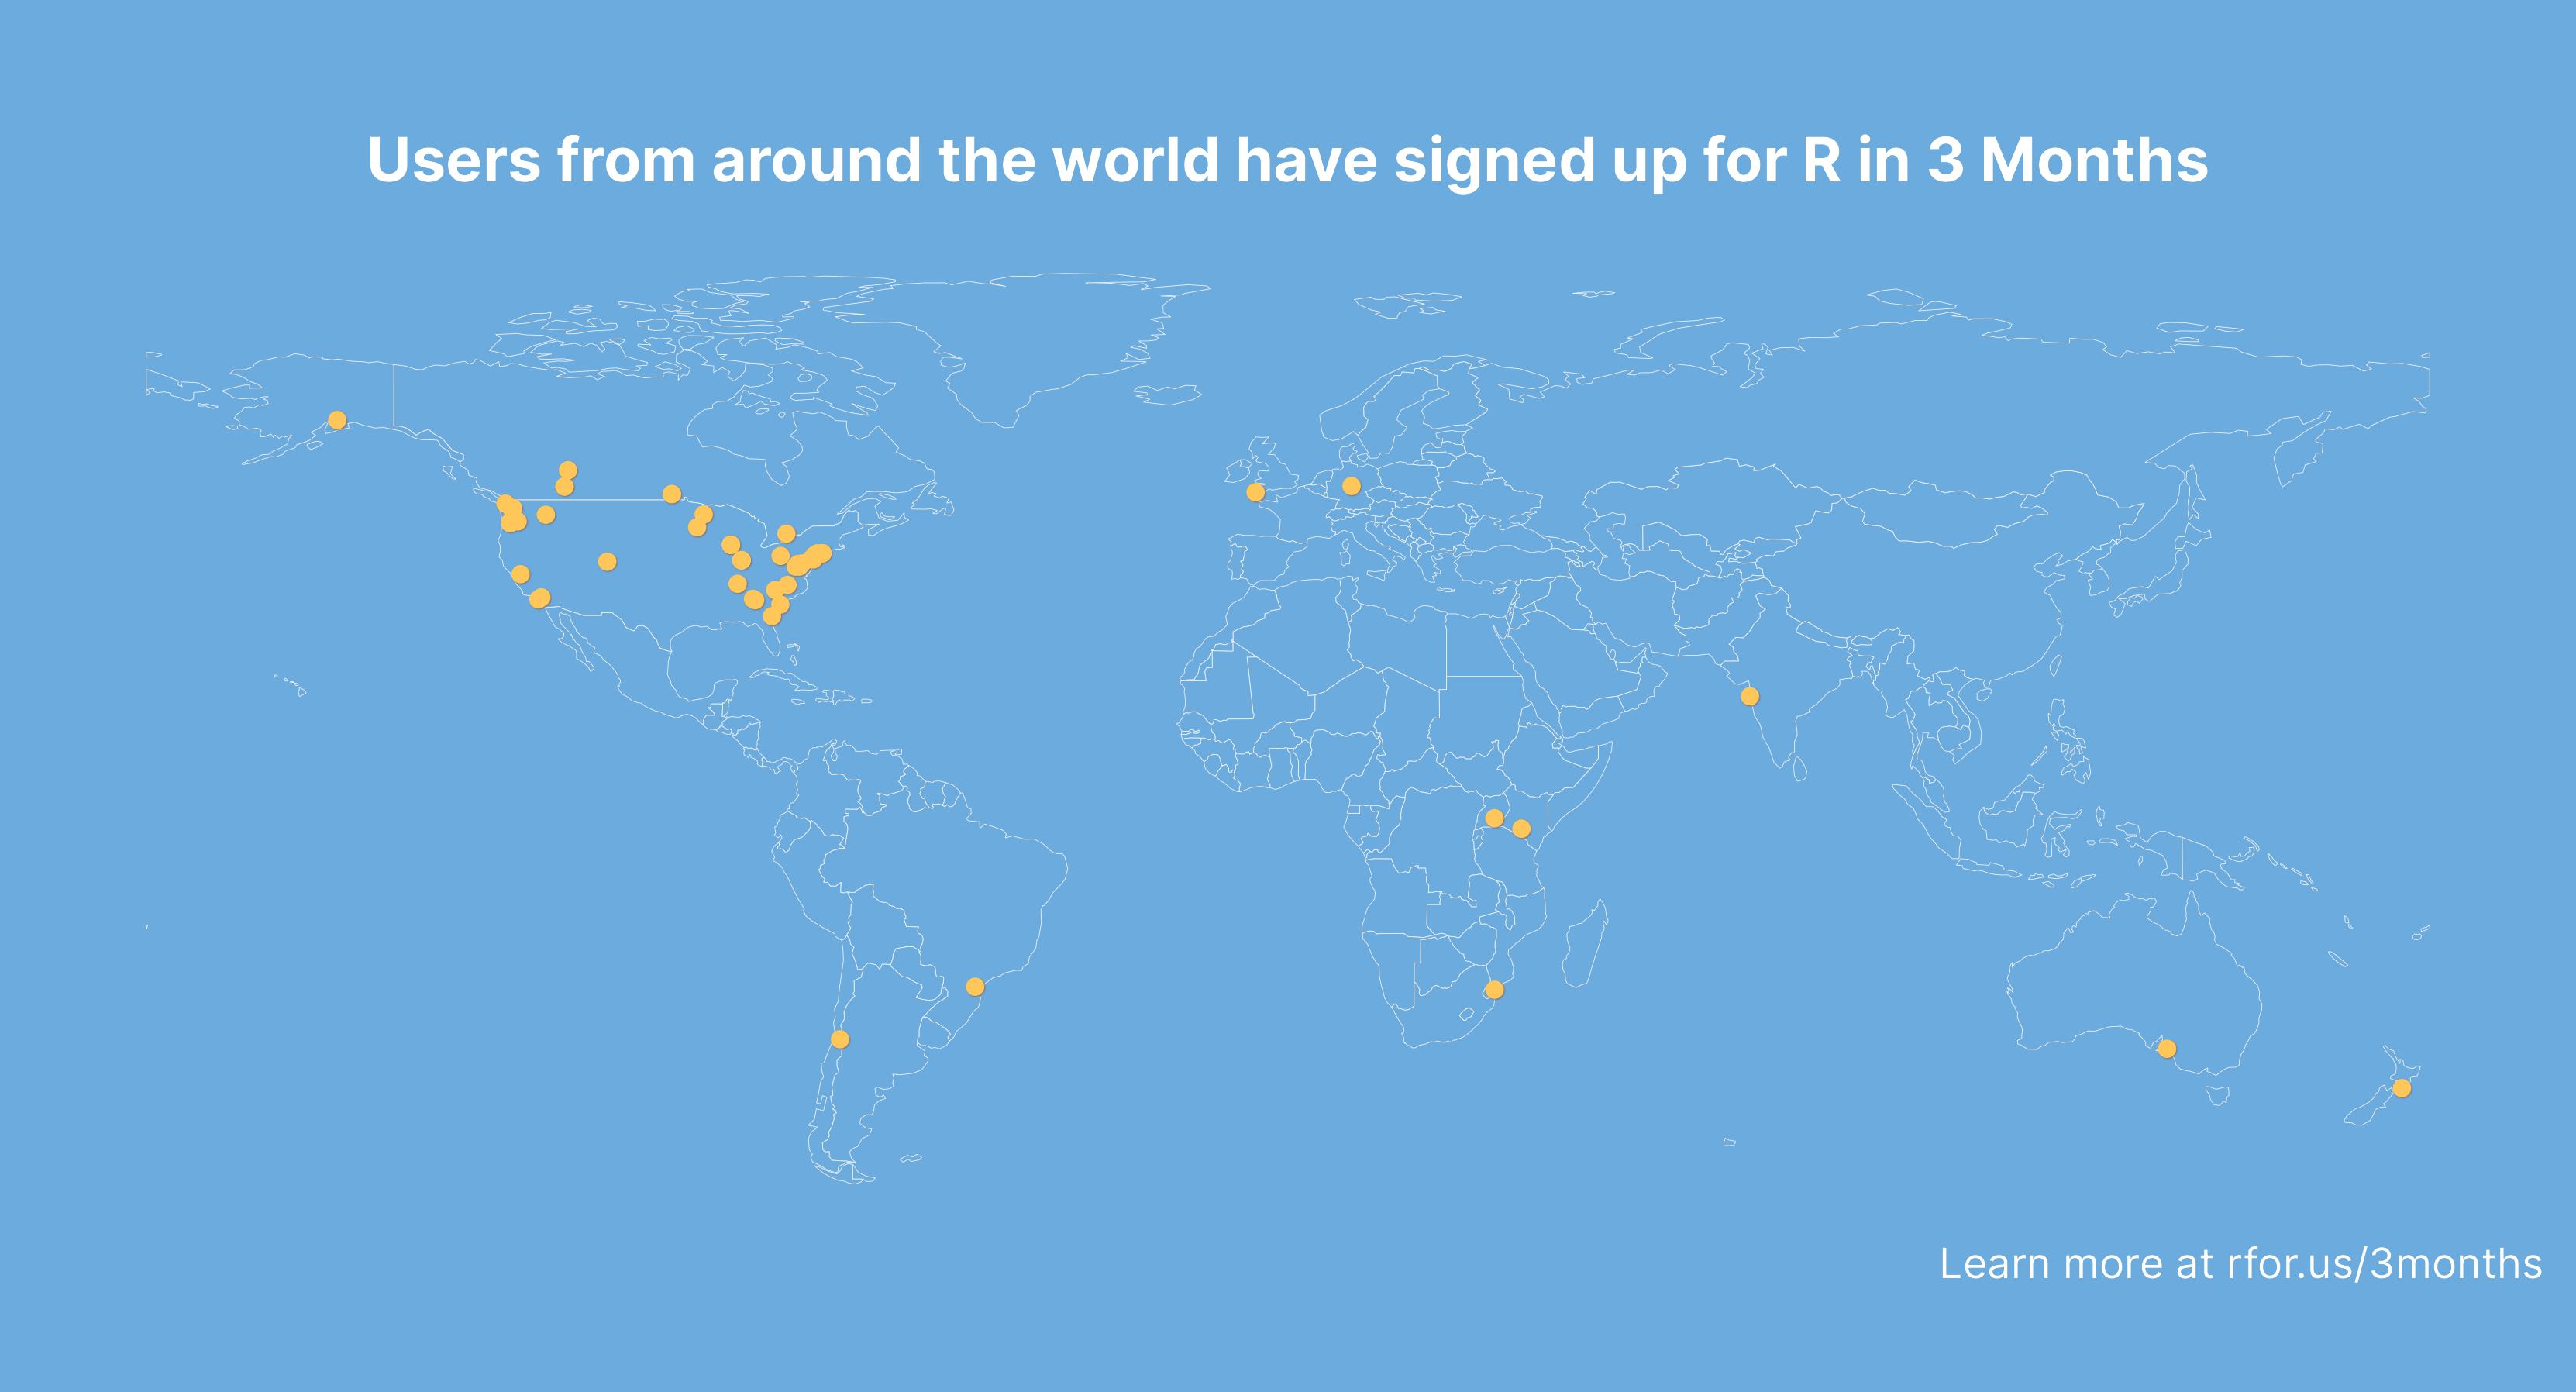 Users from around the world have signed up for R in 3 Months
Learn more at rfor.us/3months